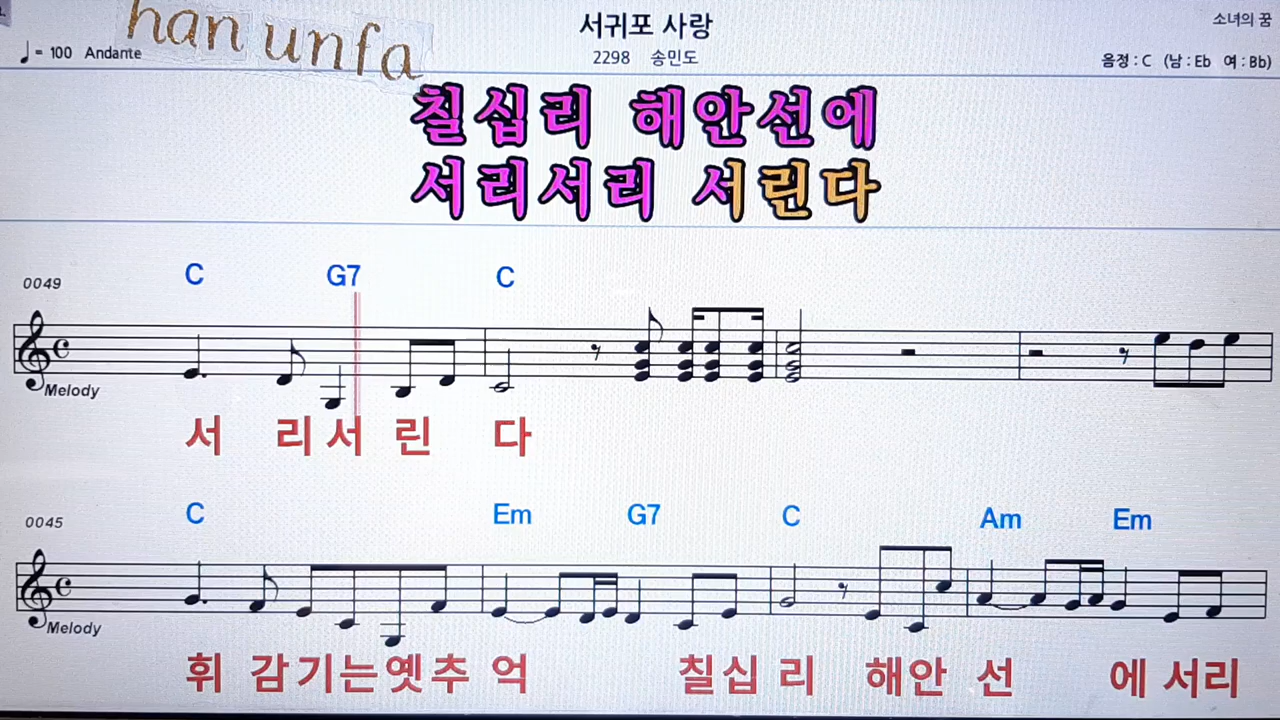 han unfa
서귀포 사랑
소녀의 꿈
♩= 100 Andante
2298 송민도
음정 : C (남 : Eb 여 : Bb)
칠십리 해안선에
서리서리 서린다
0049
C G7 C
Melody
서 리서 린 다
0045
C Em G7 C Am Em
Melody
휘 감기는옛추 억 칠십 리 해안 선 에 서리